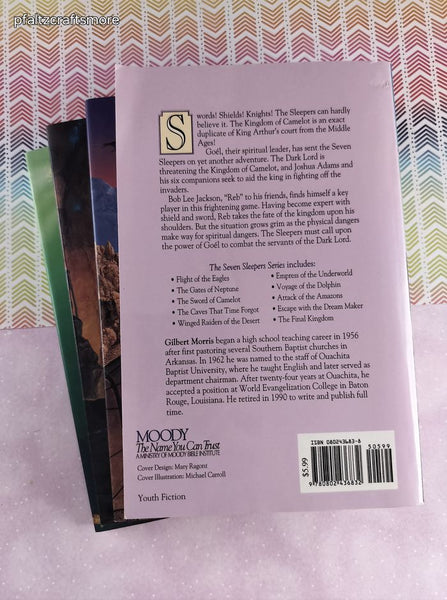 pfaltzcraftsmore
Swords! Shields! Knights! The Sleepers can hardly
believe it. The Kingdom of Camelot is an exact
duplicate of King Arthur's court from the Middle
Ages!
Goél, their spiritual leader, has sent the Seven
Sleepers on yet another adventure. The Dark Lord is
threatening the Kingdom of Camelot, and Joshua Adams and
his six companions seek to aid the king in fighting off the
invaders.
Bob Lee Jackson, "Reb" to his friends, finds himself a key
player in this frightening game. Having become expert with
shield and sword, Reb takes the fate of the kingdom upon his
shoulders. But the situation grows grim as the physical dangers
make way for spiritual dangers. The Sleepers must call upon
the power of Goél to combat the servants of the Dark Lord.
The Seven Sleepers Series includes:
• Flight of the Eagles
• The Gates of Neptune
• The Sword of Camelot
• The Caves That Time Forgot
• Winged Raiders of the Desert
• Empress of the Underworld
• Voyage of the Dolphin
• Attack of the Amazons
• Escape with the Dream Maker
• The Final Kingdom
Gilbert Morris began a high school teaching career in 1956
after first pastoring several Southern Baptist churches in
Arkansas. In 1962 he was named to the staff of Ouachita
Baptist University, where he taught English and later served as
department chairman. After twenty-four years at Ouachita, he
accepted a position at World Evangelization College in Baton
Rouge, Louisiana. He retired in 1990 to write and publish full
time.
MOODY
The Name You Can Trust
A MINISTRY OF MOODY BIBLE INSTITUTE
Cover Design: Mary Ragont
Cover Illustration: Michael Carroll
Youth Fiction
ISBN 080243683-8
50599
$5.99
9 780802 436832